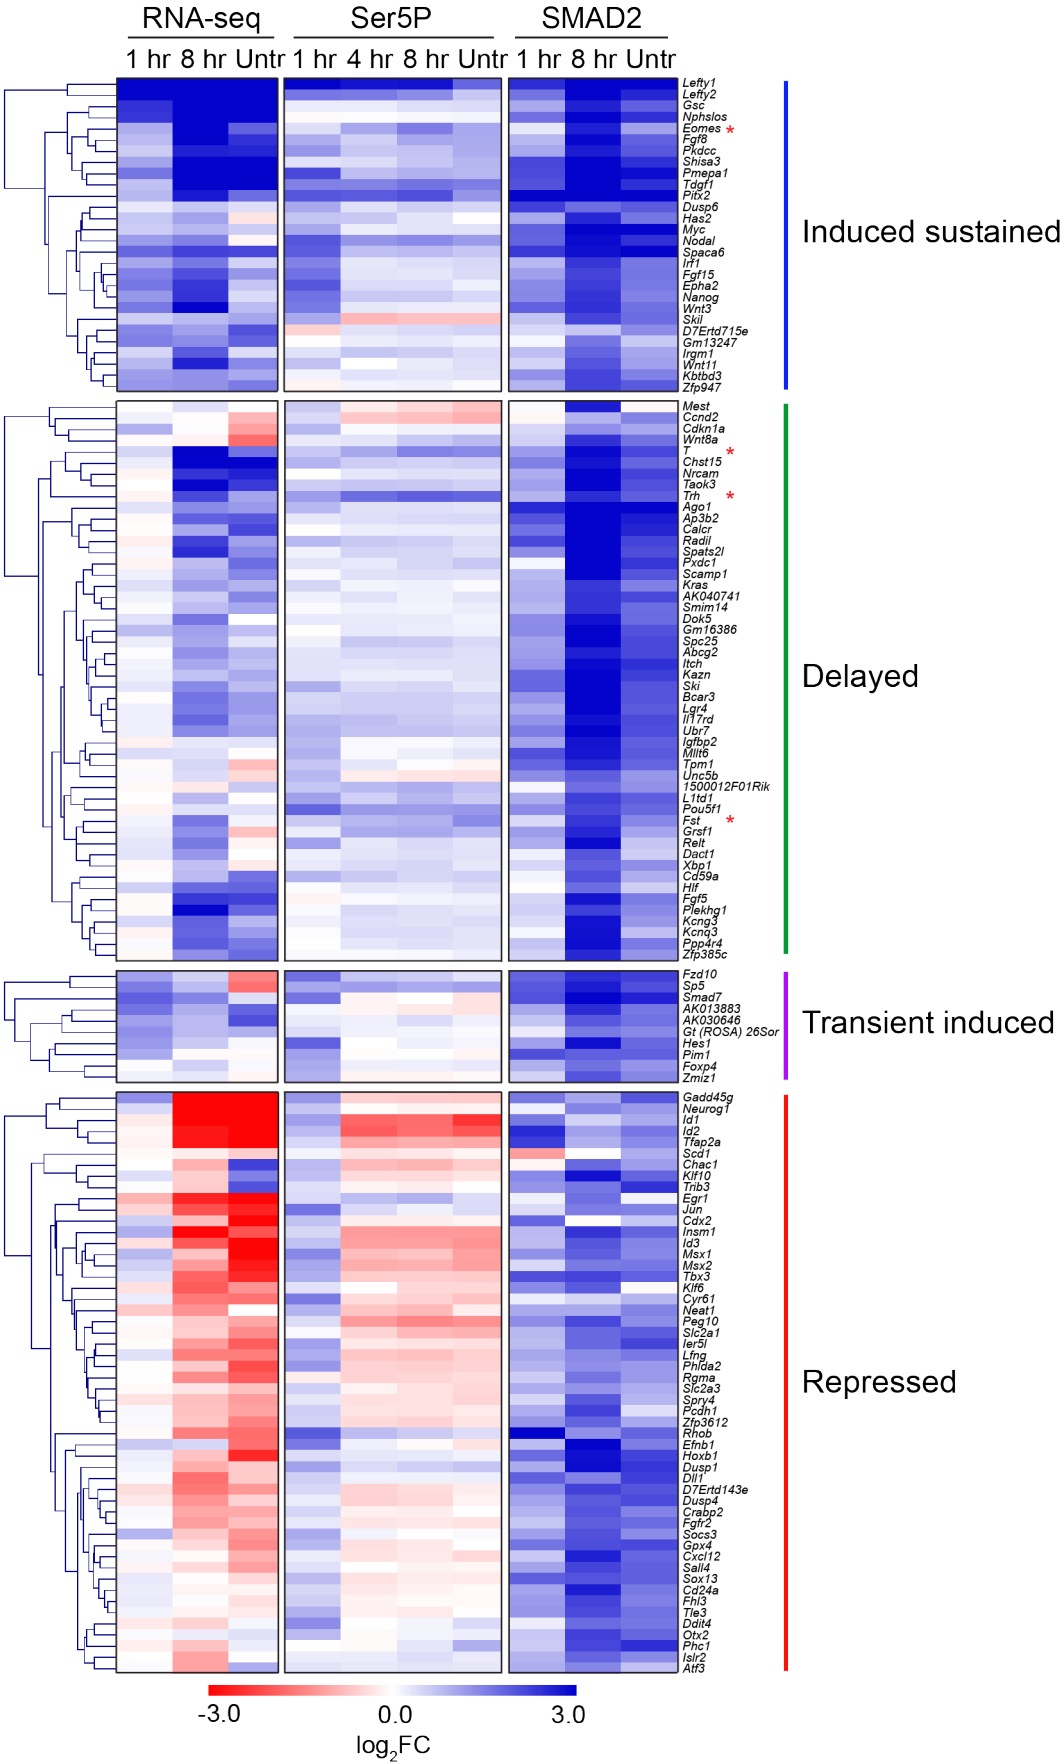 RNA-seq Ser5P SMAD2
1 hr 8 hr Untr 1 hr 4 hr 8 hr Untr 1 hr 8 hr Untr
Lefty1
Lefty2
Gsc
Nphslos
Eomes *
Fgf8
Pkdcc
Shisa3
Pmepa1
Tdgf1
Pitx2
Dusp6
Has2
Myc
Nodal
Spaca6
Irf1
Fgf15
Epha2
Nanog
Wnt3
Skil
D7Ertd715e
Gm13247
Irgm1
Wnt11
Kbtbd3
Zfp947
Induced sustained
Mest
Ccnd2
Cdkn1a
Wnt8a
T *
Chst15
Nrcam
Taok3
Trh *
Ago1
Ap3b2
Calcr
Radil
Spats2l
Pxdc1
Scamp1
Kras
AK040741
Smim14
Dok5
Gm16386
Spc25
Abcg2
Itch
Kazn
Ski
Bcar3
Lgr4
Il17rd
Ubr7
Igfbp2
Mllt6
Tpm1
Unc5b
1500012F01Rik
L1td1
Pou5f1
Fst *
Grsf1
Relt
Dact1
Xbp1
Cd59a
Hlf
Fgf5
Plekhg1
Kcng3
Kcnq3
Ppp4r4
Zfp385c
Delayed
Fzd10
Sp5
Smad7
AK013883
AK030646
Gt (ROSA) 26Sor
Hes1
Pim1
Foxp4
Zmiz1
Transient induced
Gadd45g
Neurog1
Id1
Id2
Tfap2a
Scd1
Chac1
Klf10
Trib3
Egr1
Jun
Cdx2
Insm1
Id3
Msx1
Msx2
Tbx3
Klf6
Cyr61
Neat1
Peg10
Slc2a1
Ier5l
Lfng
Phlda2
Rgma
Slc2a3
Spry4
Pcdh1
Zfp3612
Rhob
Efnb1
Hoxb1
Dusp1
Dll1
D7Ertd143e
Dusp4
Crabp2
Fgfr2
Socs3
Gpx4
Cxcl12
Sall4
Sox13
Cd24a
Fhl3
Tle3
Ddit4
Otx2
Phc1
Islr2
Atf3
Repressed
-3.0 0.0 3.0
log2FC